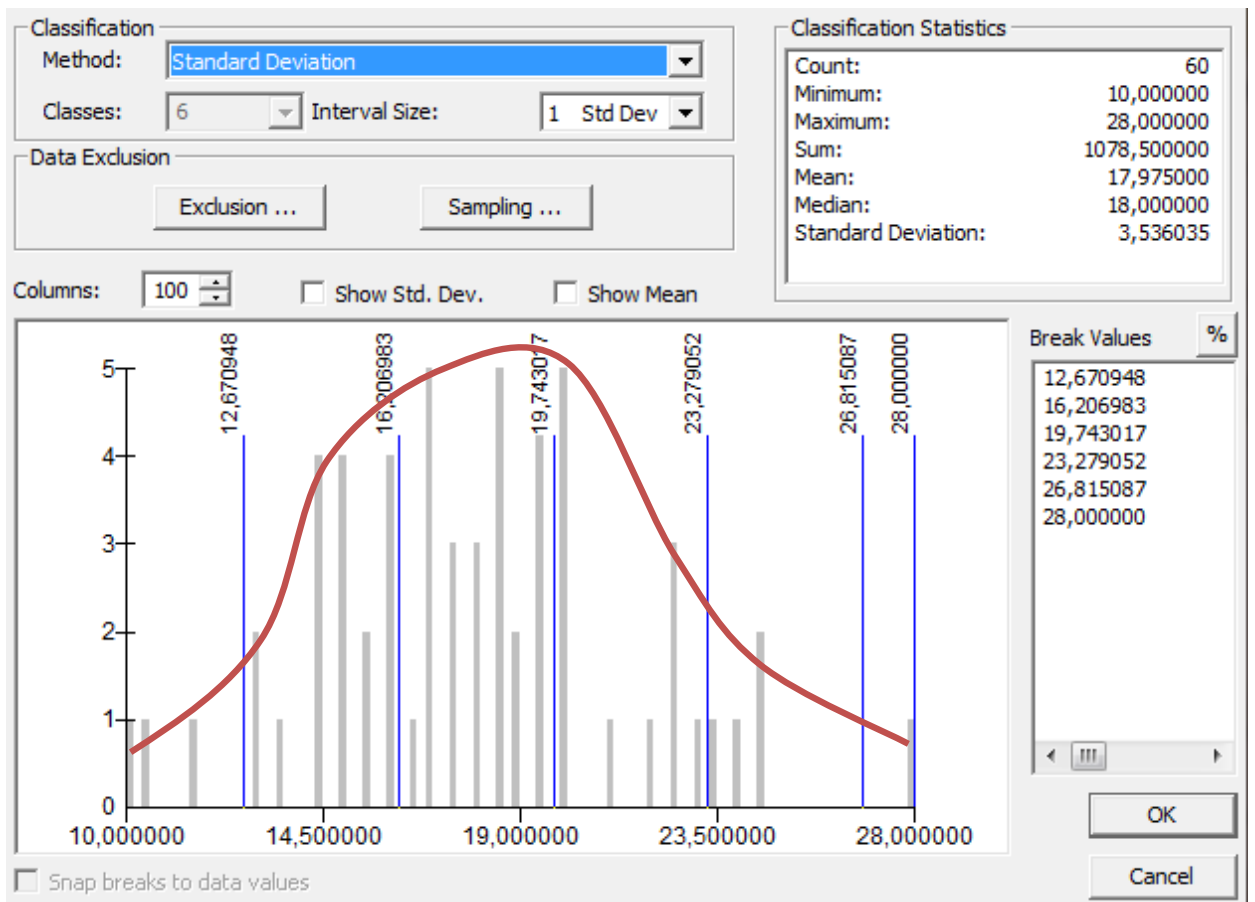 Classification
Method: Standard Deviation
Classes: 6 Interval Size: 1 Std Dev
Data Exclusion
Exclusion ... Sampling ...
Classification Statistics
Count: 60
Minimum: 10,000000
Maximum: 28,000000
Sum: 1078,500000
Mean: 17,975000
Median: 18,000000
Standard Deviation: 3,536035
Columns: 100 Show Std. Dev. Show Mean
12,670948
16,206983
19,743017
23,279052
26,815087
28,000000
5
4
3
2
1
0
10,000000 14,500000 19,000000 23,500000 28,000000
Break Values %
12,670948
16,206983
19,743017
23,279052
26,815087
28,000000
OK
Cancel
Snap breaks to data values